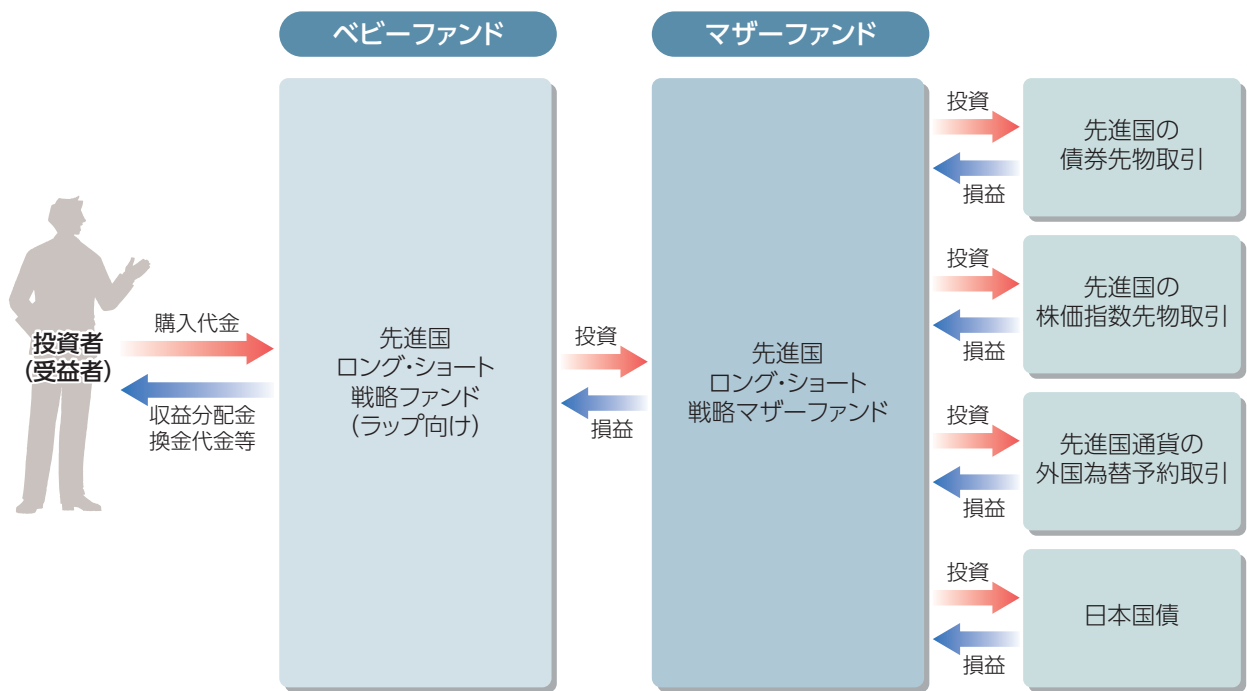 ベビーファンド
マザーファンド
投資者
(受益者)
購入代金
収益分配金
換金代金等
先進国
ロング・ショート
戦略ファンド
(ラップ向け)
投資
損益
先進国
ロング・ショート
戦略マザーファンド
投資
損益
先進国の
債券先物取引
投資
損益
先進国の
株価指数先物取引
投資
損益
先進国通貨の
外国為替予約取引
投資
損益
日本国債